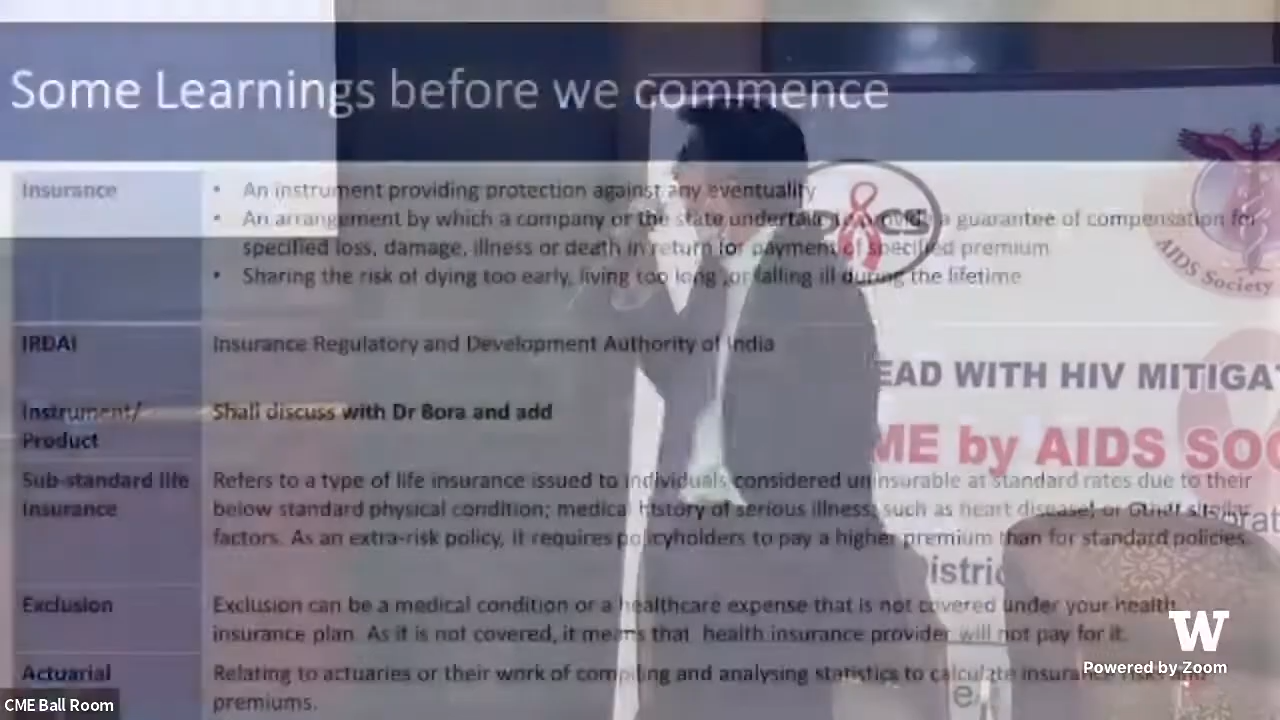 Some Learnings before we commence
Insurance
• An instrument providing protection against any eventuality
• An arrangement by which a company or the state undertakes to provide a guarantee of compensation for
specified loss, damage, illness or death in return for payment of specified premium
• Sharing the risk of dying too early, living too long ,or falling ill during the lifetime
IRDAI
Insurance Regulatory and Development Authority of India
Instrument/
Product
Shall discuss with Dr Bora and add
Sub-standard life
Insurance
Refers to a type of life insurance issued to individuals considered uninsurable at standard rates due to their
below standard physical condition; medical history of serious illness, such as heart disease; or other similar
factors. As an extra-risk policy, it requires policyholders to pay a higher premium than for standard policies.
Exclusion
Exclusion can be a medical condition or a healthcare expense that is not covered under your health
insurance plan. As it is not covered, it means that health insurance provider will not pay for it.
Actuarial
Relating to actuaries or their work of compiling and analysing statistics to calculate insurance
premiums.
AIDS Society
EAD WITH HIV MITIGAT
ME by AIDS SOC
Distric
W
Powered by Zoom
CME Ball Room